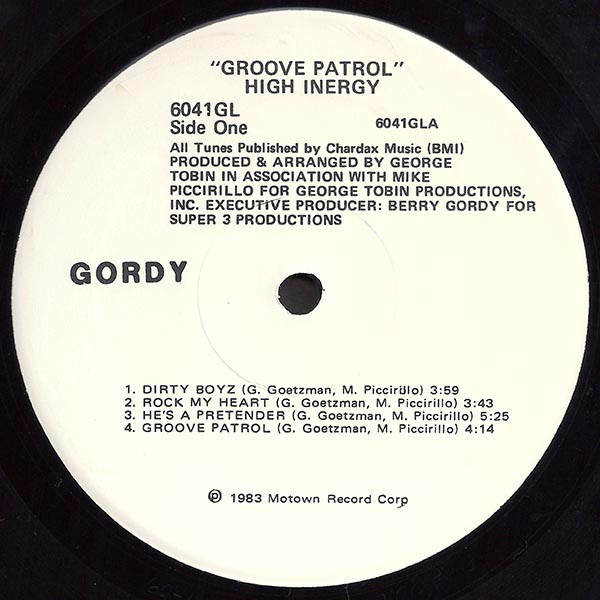 "GROOVE PATROL"
HIGH INERGY
6041GL
Side One 6041GLA
All Tunes Published by Chardax Music (BMI)
PRODUCED & ARRANGED BY GEORGE
TOBIN IN ASSOCIATION WITH MIKE
PICCIRILLO FOR GEORGE TOBIN PRODUCTIONS,
INC. EXECUTIVE PRODUCER: BERRY GORDY FOR
SUPER 3 PRODUCTIONS
GORDY
1. DIRTY BOYZ (G. Goetzman, M. Piccirillo) 3:59
2. ROCK MY HEART (G. Goetzman, M. Piccirillo) 3:43
3. HE'S A PRETENDER (G. Goetzman, M. Piccirillo) 5:25
4. GROOVE PATROL (G. Goetzman, M. Piccirillo) 4:14
℗ 1983 Motown Record Corp